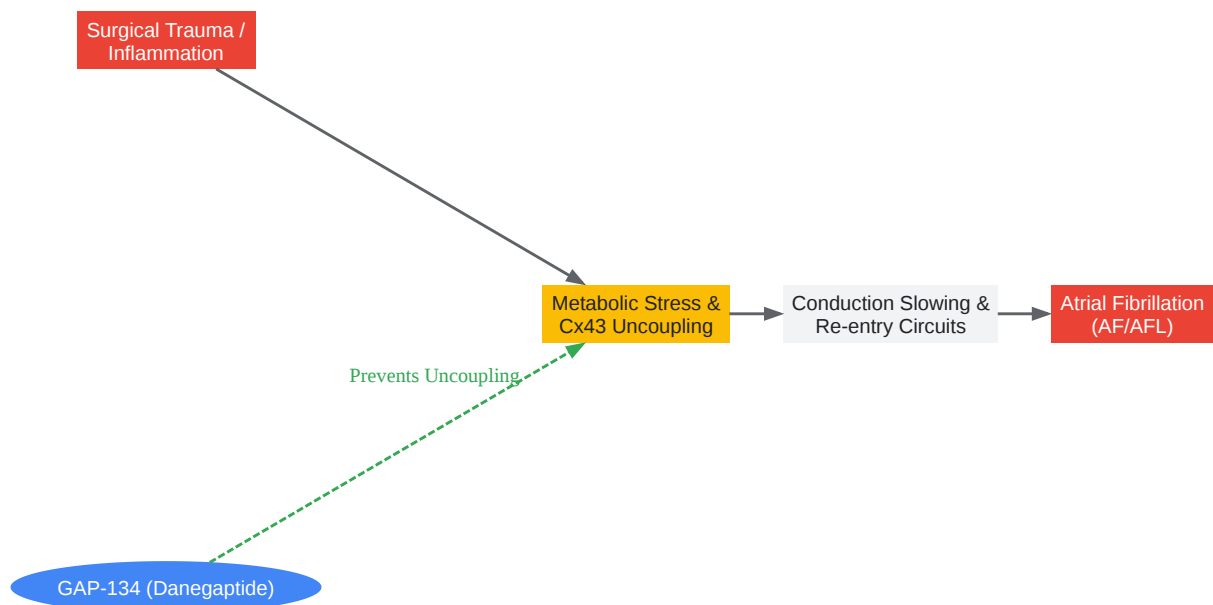 Surgical Trauma /
Inflammation
Metabolic Stress &
Cx43 Uncoupling
Conduction Slowing &
Re-entry Circuits
Atrial Fibrillation
(AF/AFL)
Prevents Uncoupling
GAP-134 (Danegaptide)